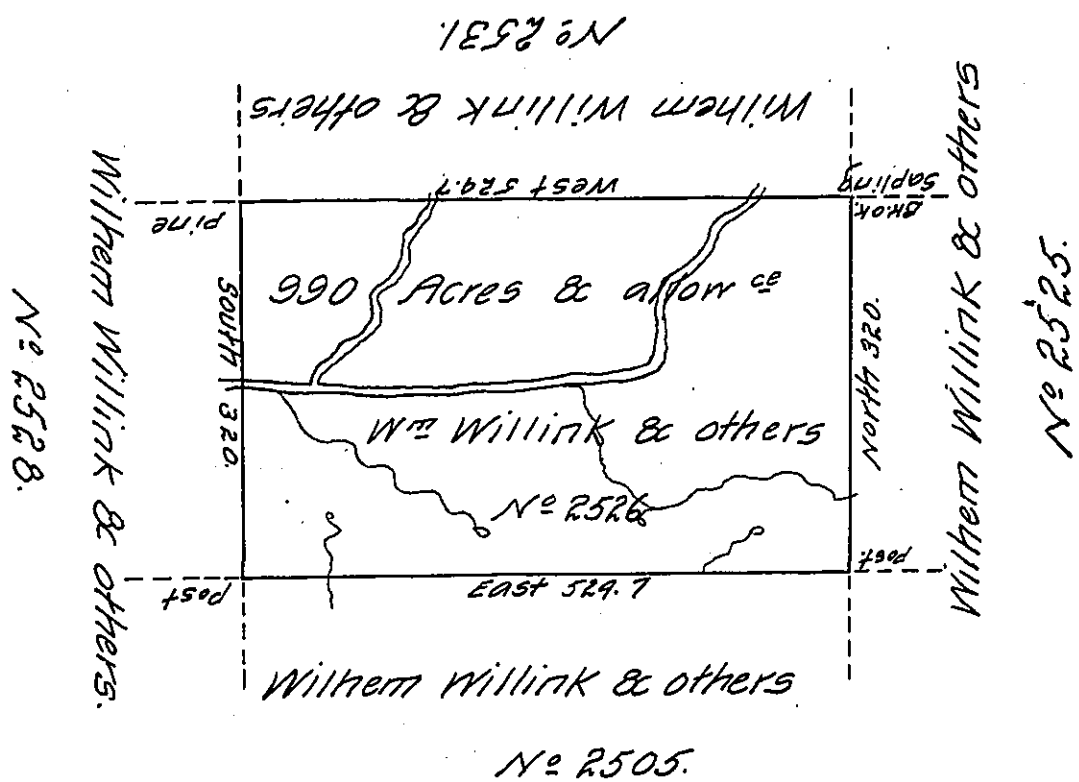 Nº 2531.
Wilhem Willink & others
West 529.7
Sapling
Bk.ok.
Pine
990 Acres & allow ce
South 320.
North 320.
Wm Willink & others
Nº 2526
Post
Post.
East 529.7
Wilhem Willink & others
Nº 2505.
Wilhem Willink & others.
Nº 2528.
Wilhem Willink & others
Nº 2525.